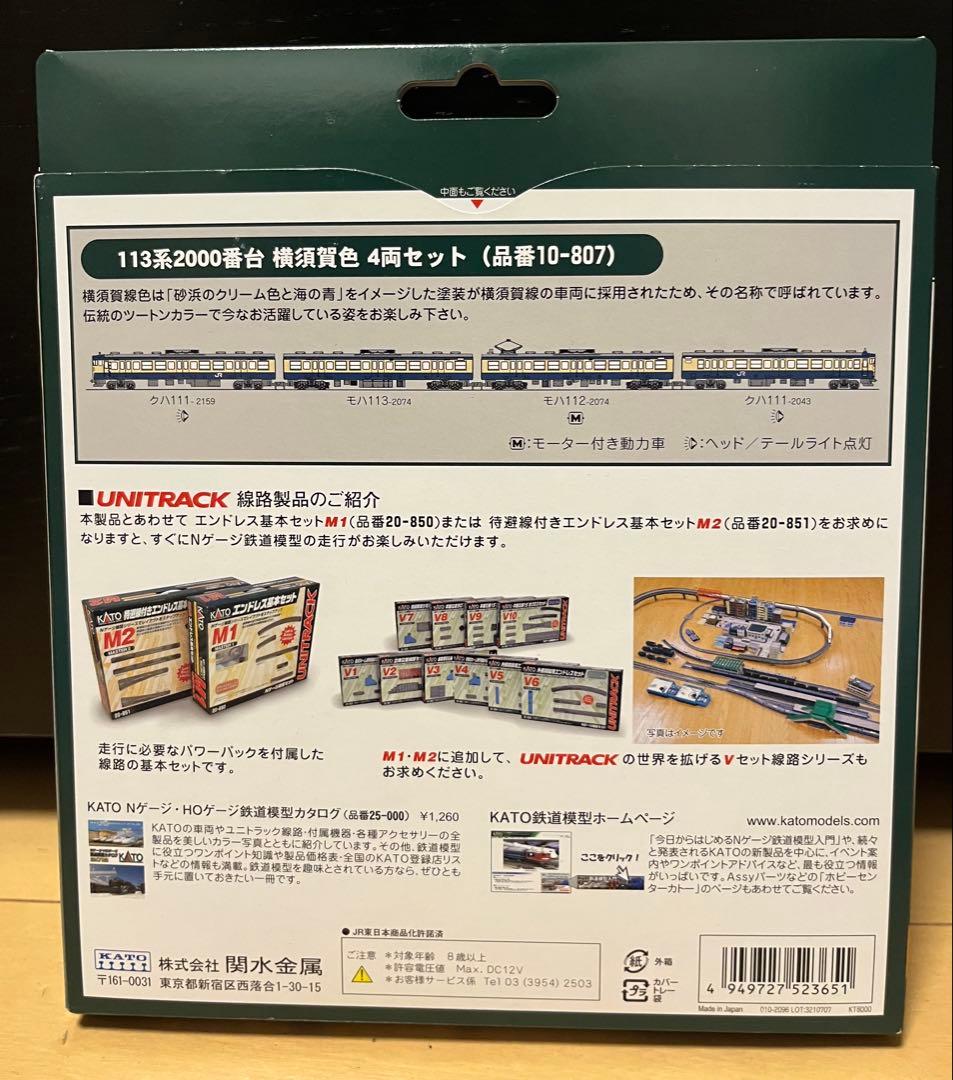 中面もご覧ください
113系2000番台 横須賀色 4両セット（品番10-807）
横須賀線色は「砂浜のクリーム色と海の青」をイメージした塗装が横須賀線の車両に採用されたため、その名称で呼ばれています。
伝統のツートンカラーで今なお活躍している姿をお楽しみ下さい。
クハ111-2159
モハ113-2074
モハ112-2074
クハ111-2043
M
M:モーター付き動力車
:ヘッド／テールライト点灯
■UNITRACK 線路製品のご紹介
本製品とあわせて エンドレス基本セットM1(品番20-850)または 待避線付きエンドレス基本セットM2(品番20-851)をお求めに
なりますと、すぐにNゲージ鉄道模型の走行がお楽しみいただけます。
KATO 待避線付きエンドレス基本
M2
KATO エンドレス基本セット
M1
UNITRACK
V7
V8
V9
V10
UNITRACK
V1
V2
V3
V4
V5
V6
UNITRACK
写真はイメージです
走行に必要なパワーパックを付属した
線路の基本セットです。
M1・M2に追加して、UNITRACK の世界を拡げるVセット線路シリーズも
お求めください。
KATO Nゲージ・HOゲージ鉄道模型カタログ(品番25-000) ¥1,260
KATOの車両やユニトラック線路・付属機器・各種アクセサリーの全
製品を美しいカラー写真とともに紹介しています。その他、鉄道模型
に役立つワンポイント知識や製品価格表・全国のKATO登録店リス
トなどの情報も満載。鉄道模型を趣味とされている方なら、ぜひとも
手元に置いておきたい一冊です。
KATO鉄道模型ホームページ
www.katomodels.com
ここをクリック！
「今日からはじめるNゲージ鉄道模型入門」や、続々
と発表されるKATOの新製品を中心に、イベント案
内やワンポイントアドバイスなど、最も役立つ情報
がいっぱいです。Assyパーツなどの「ホビーセン
ターカトー」のページもあわせてご覧ください。
●JR東日本商品化許諾済
KATO
株式会社 関水金属
〒161-0031 東京都新宿区西落合1-30-15
ご注意
＊対象年齢 8歳以上
＊許容電圧値 Max. DC12V
＊お客様サービス係 Tel 03 (3954) 2503
紙
外箱
プラ
カバー
トレー
袋
4 949727 523651
Made in Japan 010-2096 LOT:3210707 KT8000